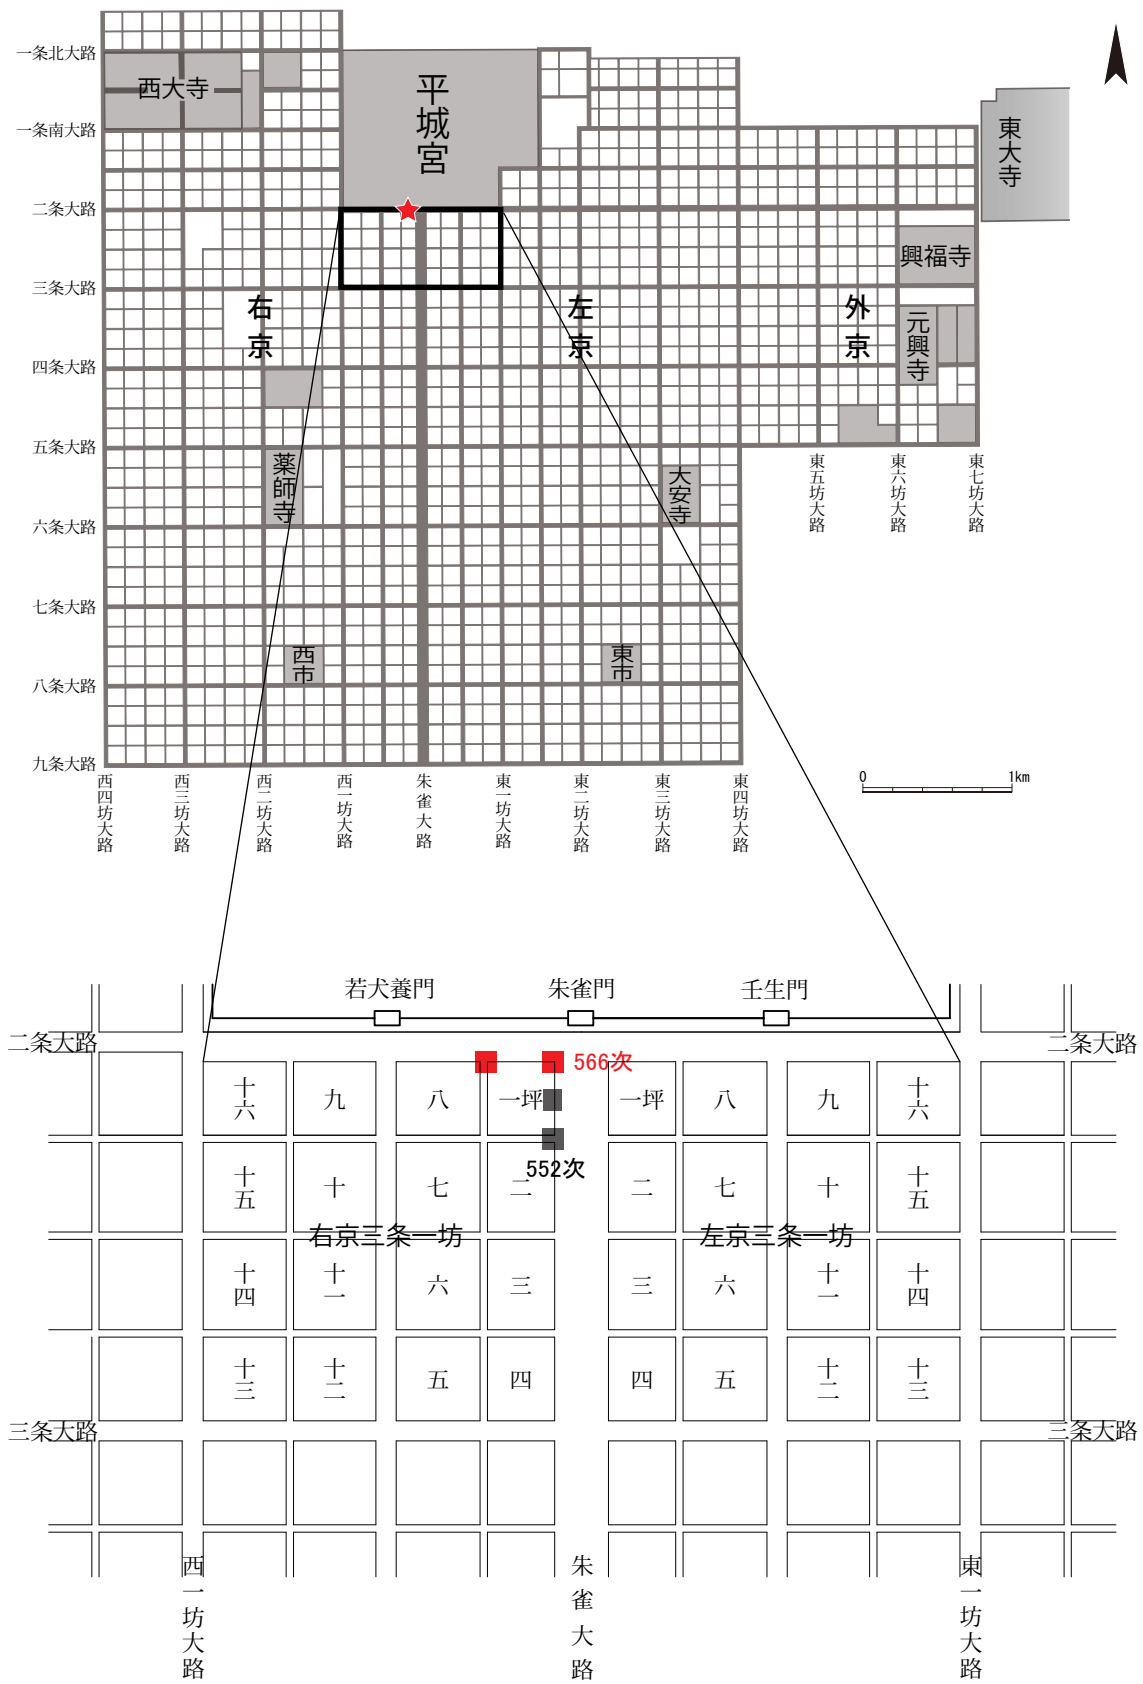 一条北大路
西大寺
平城宮
一条南大路
東大寺
二条大路
興福寺
三条大路
右京
左京
外京
元興寺
四条大路
五条大路
薬師寺
大安寺
東五坊大路
東六坊大路
東七坊大路
六条大路
七条大路
西市
東市
八条大路
九条大路
西四坊大路
西三坊大路
西二坊大路
西一坊大路
朱雀大路
東一坊大路
東二坊大路
東三坊大路
東四坊大路
0 1km
若犬養門
朱雀門
壬生門
二条大路
二条大路
566次
十六
九
八
一坪
一坪
八
九
十六
552次
十五
十
七
二
二
七
十
十五
右京三条一坊
左京三条一坊
十四
十一
六
三
三
六
十一
十四
十三
十二
五
四
四
五
十二
十三
三条大路
三条大路
西一坊大路
朱雀大路
東一坊大路